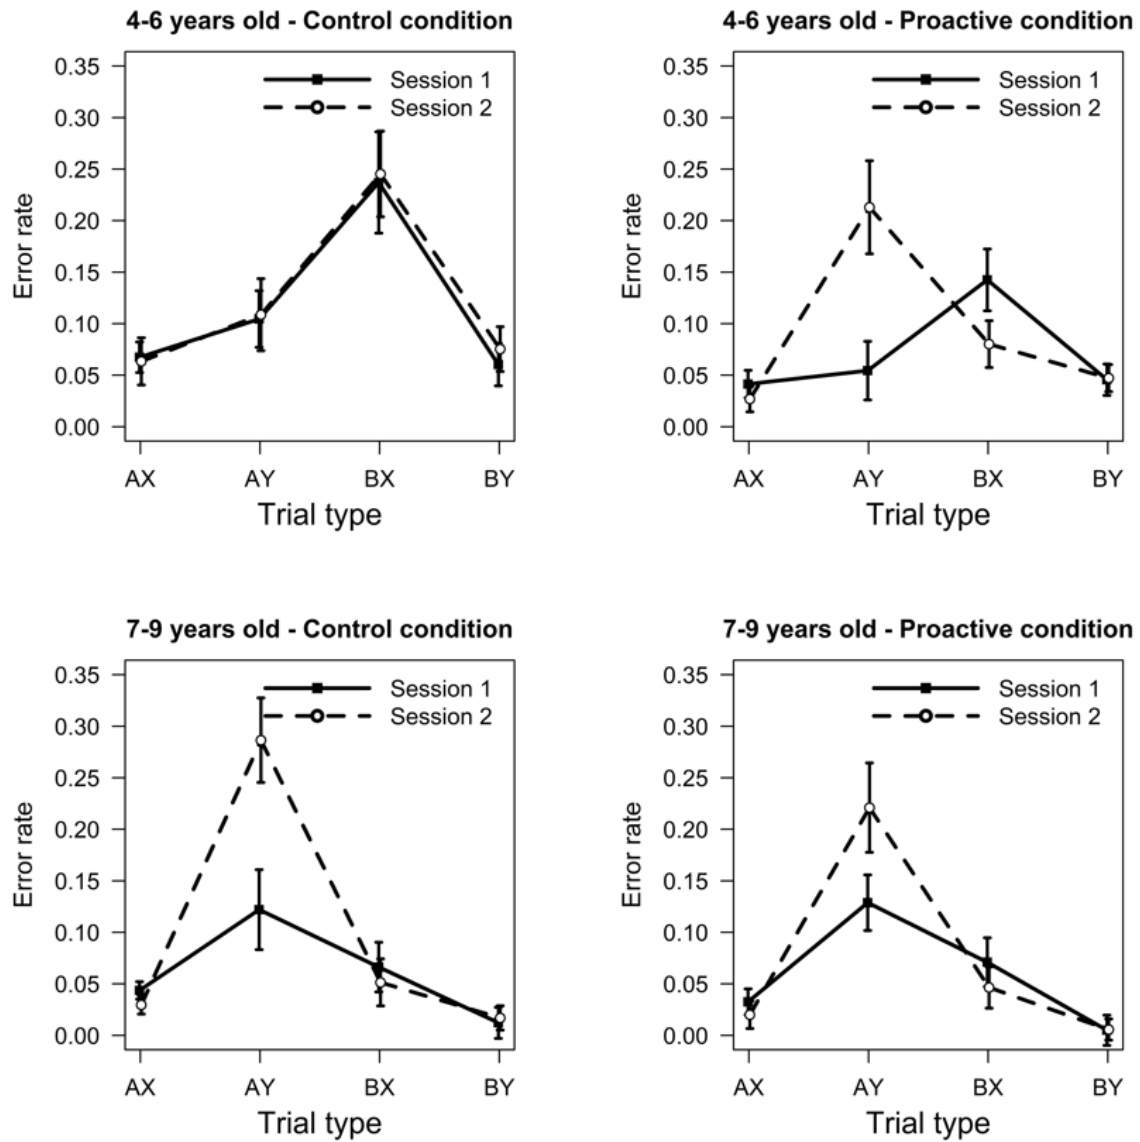 4-6 years old - Control condition
Session 1
Session 2
Error rate
0.35
0.30
0.25
0.20
0.15
0.10
0.05
0.00
AX AY BX BY
Trial type
4-6 years old - Proactive condition
Session 1
Session 2
Error rate
0.35
0.30
0.25
0.20
0.15
0.10
0.05
0.00
AX AY BX BY
Trial type
7-9 years old - Control condition
Session 1
Session 2
Error rate
0.35
0.30
0.25
0.20
0.15
0.10
0.05
0.00
AX AY BX BY
Trial type
7-9 years old - Proactive condition
Session 1
Session 2
Error rate
0.35
0.30
0.25
0.20
0.15
0.10
0.05
0.00
AX AY BX BY
Trial type